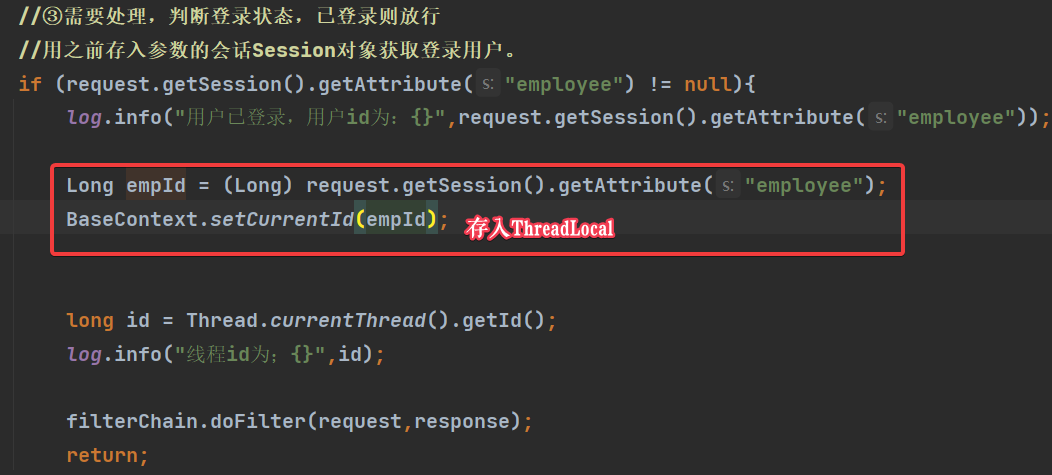 //③需要处理，判断登录状态，已登录则放行
//用之前存入参数的会话Session对象获取登录用户。
if (request.getSession().getAttribute( s: "employee") != null){
log.info("用户已登录，用户id为：{}",request.getSession().getAttribute( s: "employee"));
Long empId = (Long) request.getSession().getAttribute( s: "employee");
BaseContext.setCurrentId(empId); 存入ThreadLocal
long id = Thread.currentThread().getId();
log.info("线程id为；{}",id);
filterChain.doFilter(request,response);
return;